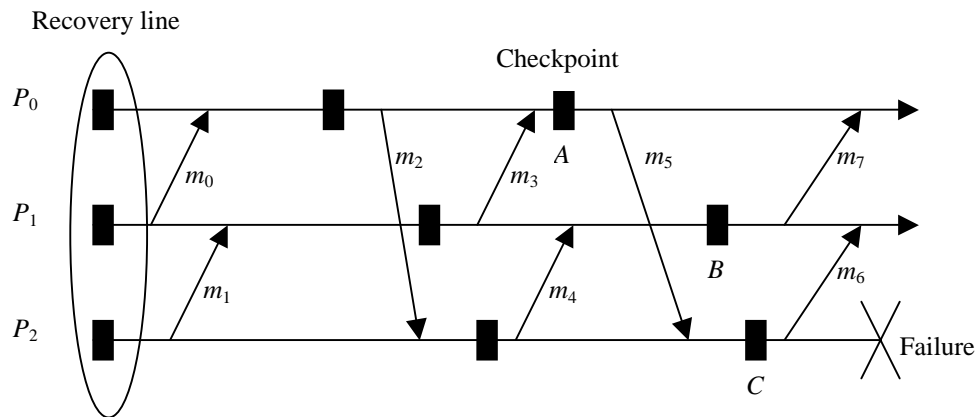 Recovery line
Checkpoint
P0
A
m0
m2
m3
m5
m7
P1
B
m1
m4
m6
P2
C
Failure